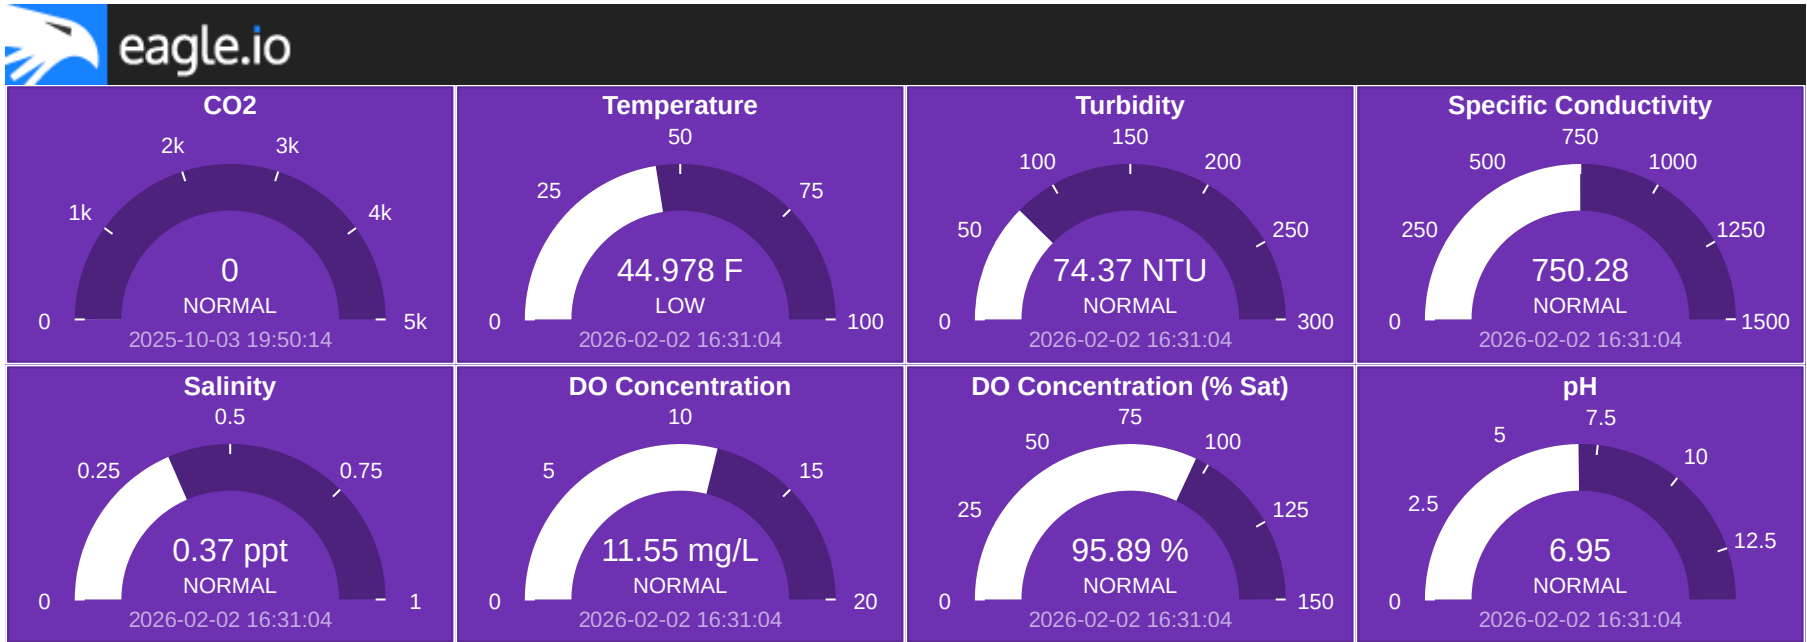 eagle.io
CO2
0
1k
2k
3k
4k
5k
0
NORMAL
2025-10-03 19:50:14
Temperature
0
25
50
75
100
44.978 F
LOW
2026-02-02 16:31:04
Turbidity
0
50
100
150
200
250
300
74.37 NTU
NORMAL
2026-02-02 16:31:04
Specific Conductivity
0
250
500
750
1000
1250
1500
750.28
NORMAL
2026-02-02 16:31:04
Salinity
0
0.25
0.5
0.75
1
0.37 ppt
NORMAL
2026-02-02 16:31:04
DO Concentration
0
5
10
15
20
11.55 mg/L
NORMAL
2026-02-02 16:31:04
DO Concentration (% Sat)
0
25
50
75
100
125
150
95.89 %
NORMAL
2026-02-02 16:31:04
pH
0
2.5
5
7.5
10
12.5
6.95
NORMAL
2026-02-02 16:31:04